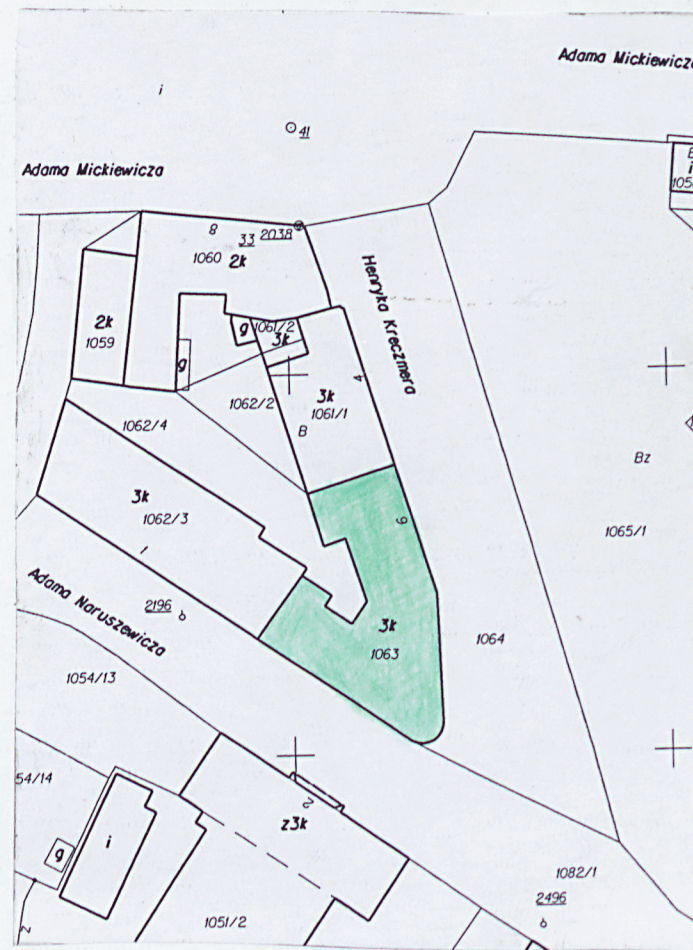 Adama Mickiewicza
i
41
Adama Mickiewicza
8
33 2038
1060 2k
2k
1059
g
g
1061/2
3k
Henryka Kreczmera
4
3k
1061/1
1062/2
B
1062/4
3k
1062/3
6
Bz
1065/1
Adama Naruszewicza
2196
3k
1063
1064
1054/13
54/14
2
z3k
g
i
1082/1
2496
1051/2
2